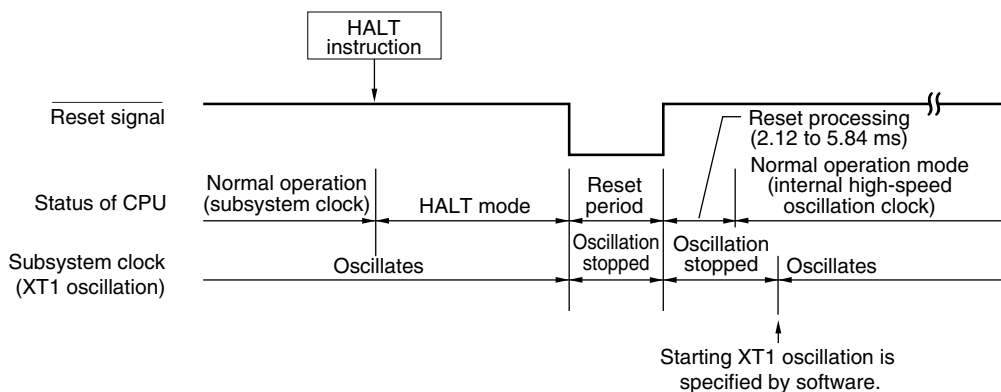 HALT
instruction
Reset signal
Reset processing
(2.12 to 5.84 ms)
Status of CPU
Normal operation
(subsystem clock)
HALT mode
Reset
period
Normal operation mode
(internal high-speed
oscillation clock)
Subsystem clock
(XT1 oscillation)
Oscillates
Oscillation
stopped
Oscillation
stopped
Oscillates
Starting XT1 oscillation is
specified by software.